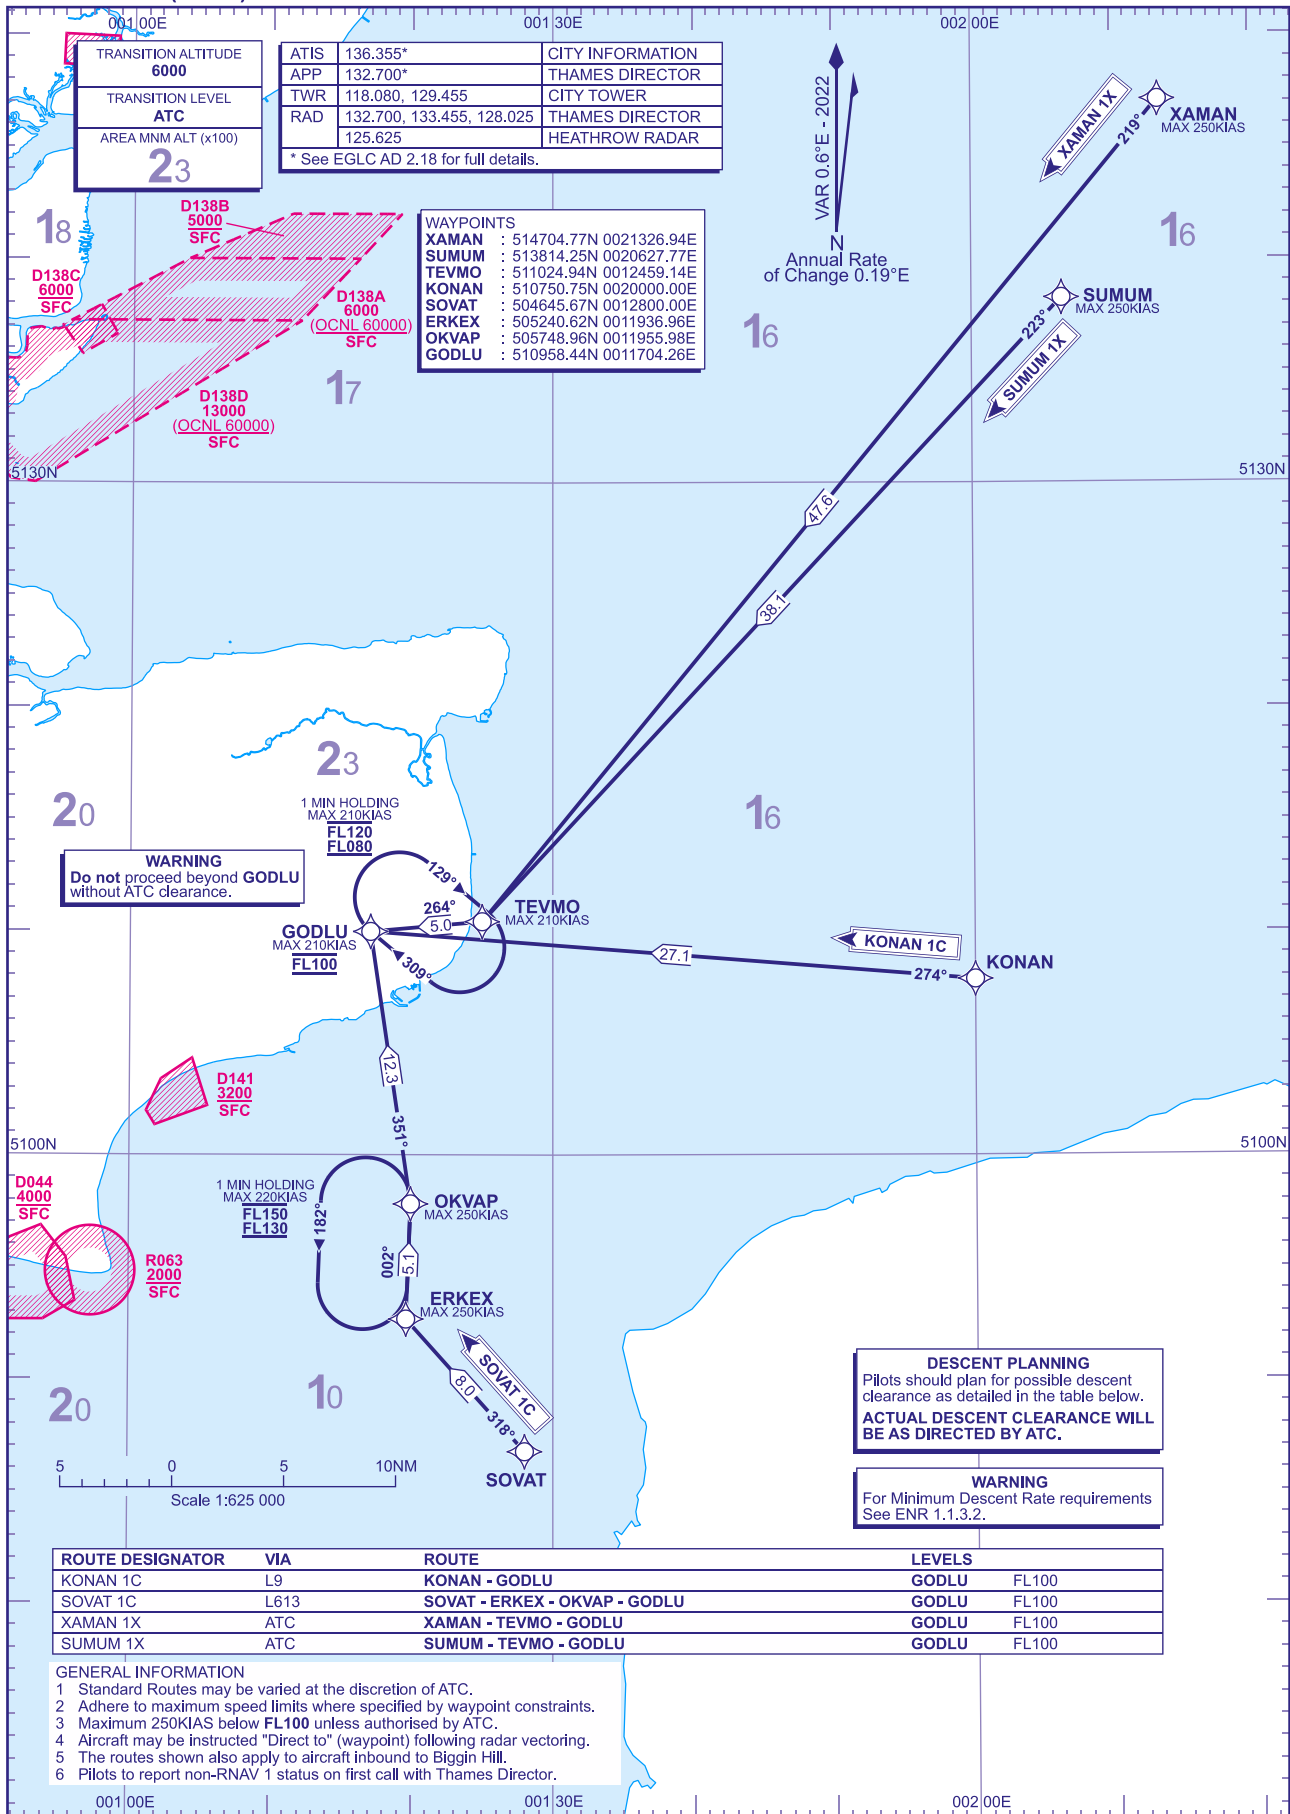 001 00E
001 30E
002 00E
TRANSITION ALTITUDE
6000
TRANSITION LEVEL
ATC
AREA MNM ALT (x100)
23
ATIS 136.355* CITY INFORMATION
APP 132.700* THAMES DIRECTOR
TWR 118.080, 129.455 CITY TOWER
RAD 132.700, 133.455, 128.025 THAMES DIRECTOR
125.625 HEATHROW RADAR
* See EGLC AD 2.18 for full details.
VAR 0.6°E - 2022
N
Annual Rate
of Change 0.19°E
XAMAN 1X
XAMAN
MAX 250KIAS
219°
16
18
D138B
5000
SFC
D138C
6000
SFC
D138A
6000
(OCNL 60000)
SFC
D138D
13000
(OCNL 60000)
SFC
17
WAYPOINTS
XAMAN : 514704.77N 0021326.94E
SUMUM : 513814.25N 0020627.77E
TEVMO : 511024.94N 0012459.14E
KONAN : 510750.75N 0020000.00E
SOVAT : 504645.67N 0012800.00E
ERKEX : 505240.62N 0011936.96E
OKVAP : 505748.96N 0011955.98E
GODLU : 510958.44N 0011704.26E
16
SUMUM
MAX 250KIAS
223°
SUMUM 1X
5130N
5130N
47.6
38.1
23
20
16
1 MIN HOLDING
MAX 210KIAS
FL120
FL080
WARNING
Do not proceed beyond GODLU
without ATC clearance.
129°
264°
5.0
TEVMO
MAX 210KIAS
GODLU
MAX 210KIAS
FL100
309°
27.1
KONAN 1C
274°
KONAN
12.3
351°
D141
3200
SFC
5100N
5100N
D044
4000
SFC
R063
2000
SFC
1 MIN HOLDING
MAX 220KIAS
FL150
FL130
182°
OKVAP
MAX 250KIAS
002°
5.1
ERKEX
MAX 250KIAS
SOVAT 1C
8.0
318°
SOVAT
20
10
5 0 5 10NM
Scale 1:625 000
DESCENT PLANNING
Pilots should plan for possible descent
clearance as detailed in the table below.
ACTUAL DESCENT CLEARANCE WILL
BE AS DIRECTED BY ATC.
WARNING
For Minimum Descent Rate requirements
See ENR 1.1.3.2.
ROUTE DESIGNATOR VIA ROUTE LEVELS
KONAN 1C L9 KONAN - GODLU GODLU FL100
SOVAT 1C L613 SOVAT - ERKEX - OKVAP - GODLU GODLU FL100
XAMAN 1X ATC XAMAN - TEVMO - GODLU GODLU FL100
SUMUM 1X ATC SUMUM - TEVMO - GODLU GODLU FL100
GENERAL INFORMATION
1 Standard Routes may be varied at the discretion of ATC.
2 Adhere to maximum speed limits where specified by waypoint constraints.
3 Maximum 250KIAS below FL100 unless authorised by ATC.
4 Aircraft may be instructed "Direct to" (waypoint) following radar vectoring.
5 The routes shown also apply to aircraft inbound to Biggin Hill.
6 Pilots to report non-RNAV 1 status on first call with Thames Director.
001 00E
001 30E
002 00E